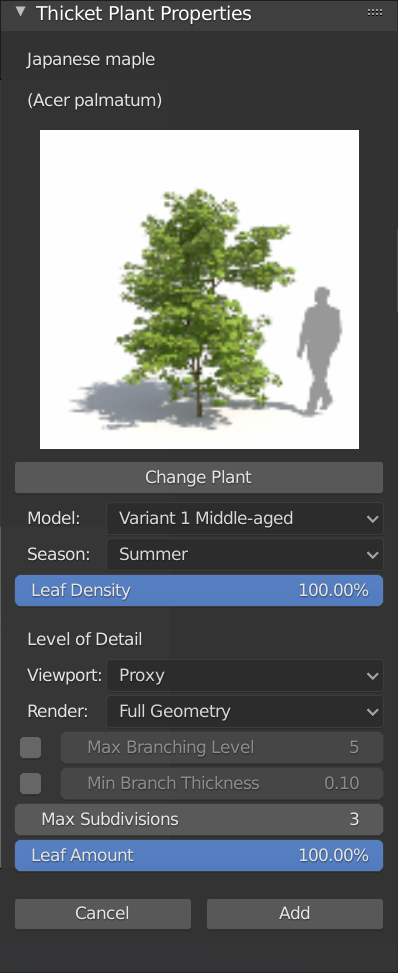 Thicket Plant Properties
Japanese maple
(Acer palmatum)
Change Plant
Model: Variant 1 Middle-aged
Season: Summer
Leaf Density 100.00%
Level of Detail
Viewport: Proxy
Render: Full Geometry
Max Branching Level 5
Min Branch Thickness 0.10
Max Subdivisions 3
Leaf Amount 100.00%
Cancel Add